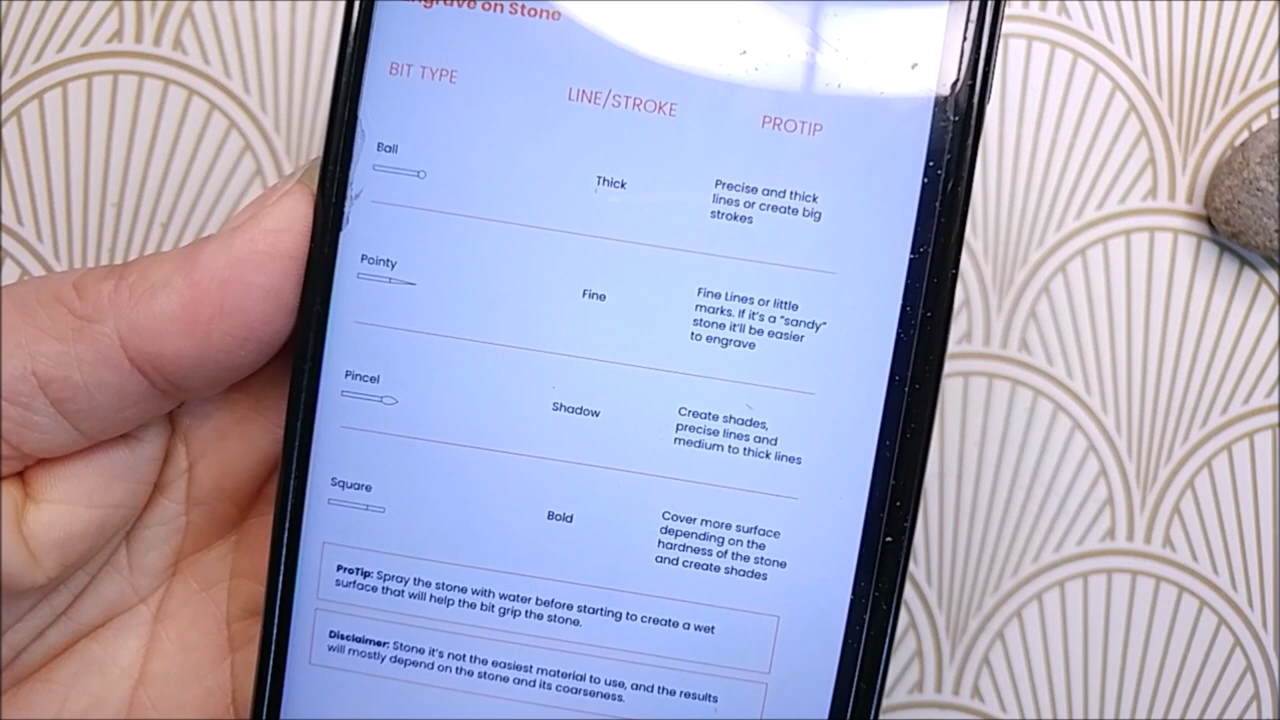 Engrave on Stone
BIT TYPE
LINE/STROKE
PROTIP
Ball
Thick
Precise and thick
lines or create big
strokes
Pointy
Fine
Fine Lines or little
marks. If it's a "sandy"
stone it'll be easier
to engrave
Pincel
Shadow
Create shades,
precise lines and
medium to thick lines
Square
Bold
Cover more surface
depending on the
hardness of the stone
and create shades
ProTip: Spray the stone with water before starting to create a wet
surface that will help the bit grip the stone.
Disclaimer: Stone it's not the easiest material to use, and the results
will mostly depend on the stone and its coarseness.